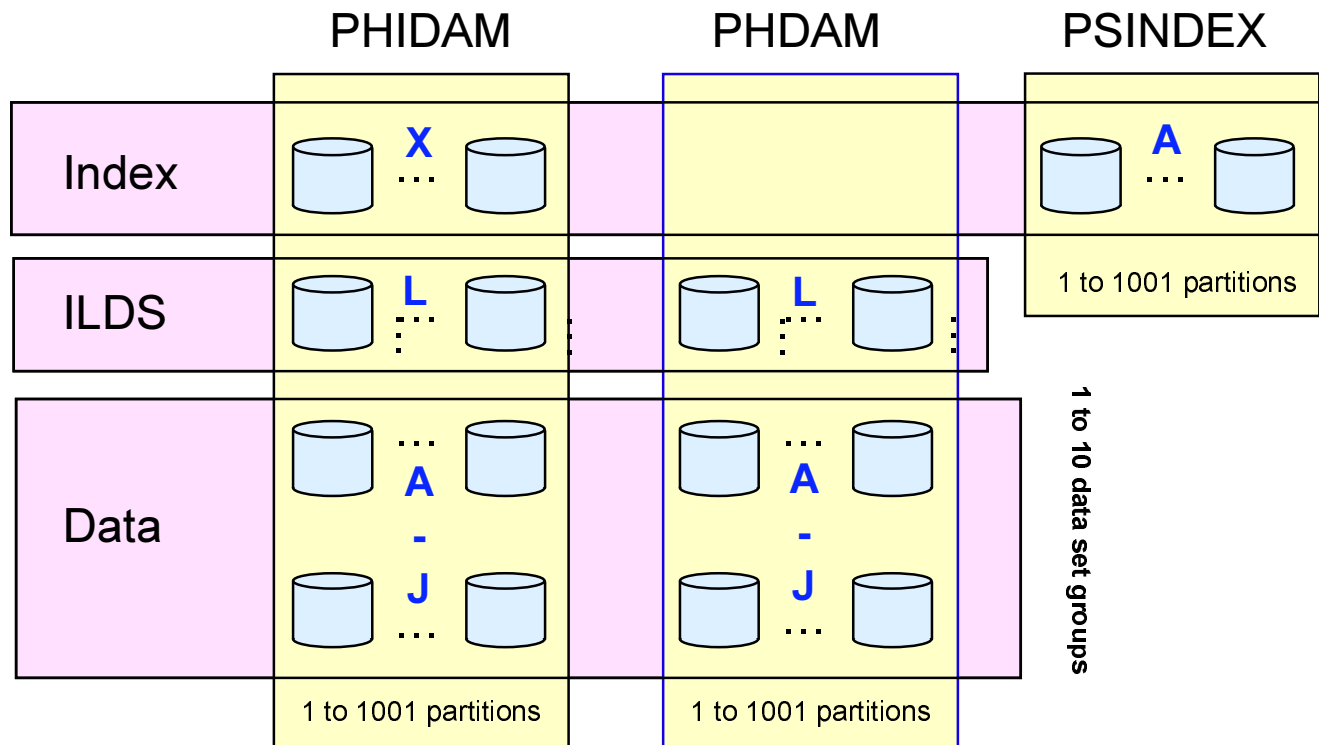 PHIDAM
PHDAM
PSINDEX
Index
X
...
A
...
ILDS
L
...
L
...
1 to 1001 partitions
Data
...
A
-
J
...
...
A
-
J
...
1 to 10 data set groups
1 to 1001 partitions
1 to 1001 partitions